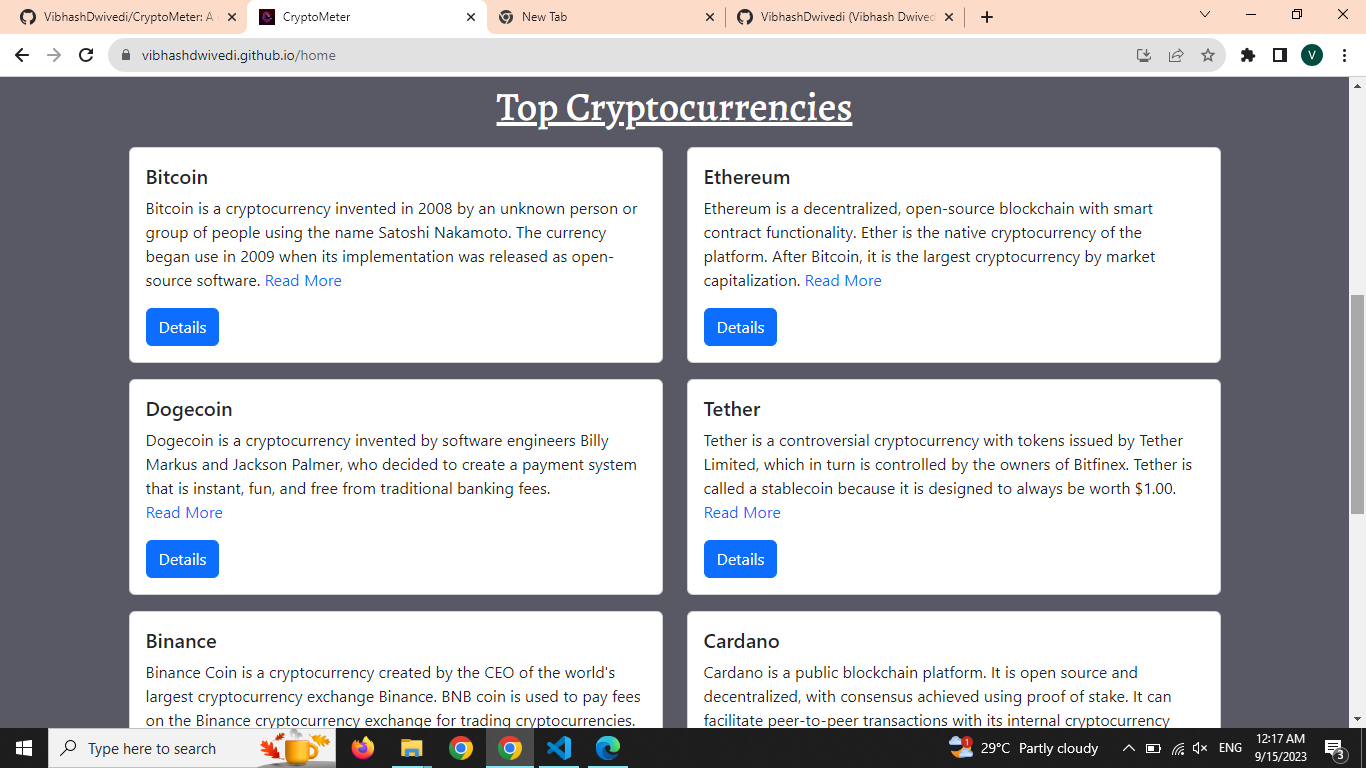 VibhashDwivedi/CryptoMeter: A
CryptoMeter
New Tab
VibhashDwivedi (Vibhash Dwived
vibhashdwivedi.github.io/home
V
Top Cryptocurrencies
Bitcoin
Bitcoin is a cryptocurrency invented in 2008 by an unknown person or
group of people using the name Satoshi Nakamoto. The currency
began use in 2009 when its implementation was released as open-
source software. Read More
Details
Ethereum
Ethereum is a decentralized, open-source blockchain with smart
contract functionality. Ether is the native cryptocurrency of the
platform. After Bitcoin, it is the largest cryptocurrency by market
capitalization. Read More
Details
Dogecoin
Dogecoin is a cryptocurrency invented by software engineers Billy
Markus and Jackson Palmer, who decided to create a payment system
that is instant, fun, and free from traditional banking fees.
Read More
Details
Tether
Tether is a controversial cryptocurrency with tokens issued by Tether
Limited, which in turn is controlled by the owners of Bitfinex. Tether is
called a stablecoin because it is designed to always be worth $1.00.
Read More
Details
Binance
Binance Coin is a cryptocurrency created by the CEO of the world's
largest cryptocurrency exchange Binance. BNB coin is used to pay fees
on the Binance cryptocurrency exchange for trading cryptocurrencies.
Cardano
Cardano is a public blockchain platform. It is open source and
decentralized, with consensus achieved using proof of stake. It can
facilitate peer-to-peer transactions with its internal cryptocurrency
Type here to search
1
29°C Partly cloudy
ENG
12:17 AM
9/15/2023
3